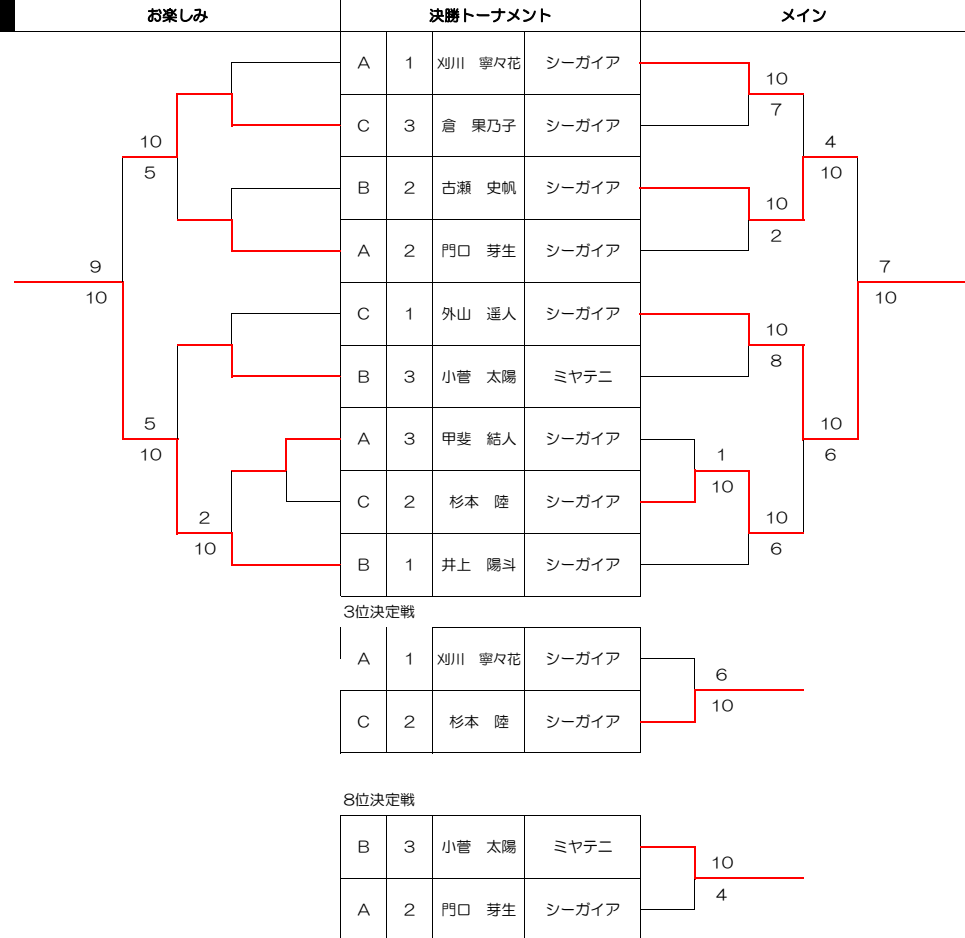 お楽しみ 決勝トーナメント メイン
A 1 刈川 寧々花 シーガイア
10
7
C 3 倉 果乃子 シーガイア
10 4
5 10
B 2 古瀬 史帆 シーガイア
10
2
A 2 門口 芽生 シーガイア
9 7
10 10
C 1 外山 遥人 シーガイア
10
8
B 3 小菅 太陽 ミヤテニ
5 10
10 6
A 3 甲斐 結人 シーガイア
1
10
C 2 杉本 陸 シーガイア
2 10
10 6
B 1 井上 陽斗 シーガイア
3位決定戦
A 1 刈川 寧々花 シーガイア
6
10
C 2 杉本 陸 シーガイア
8位決定戦
B 3 小菅 太陽 ミヤテニ
10
4
A 2 門口 芽生 シーガイア